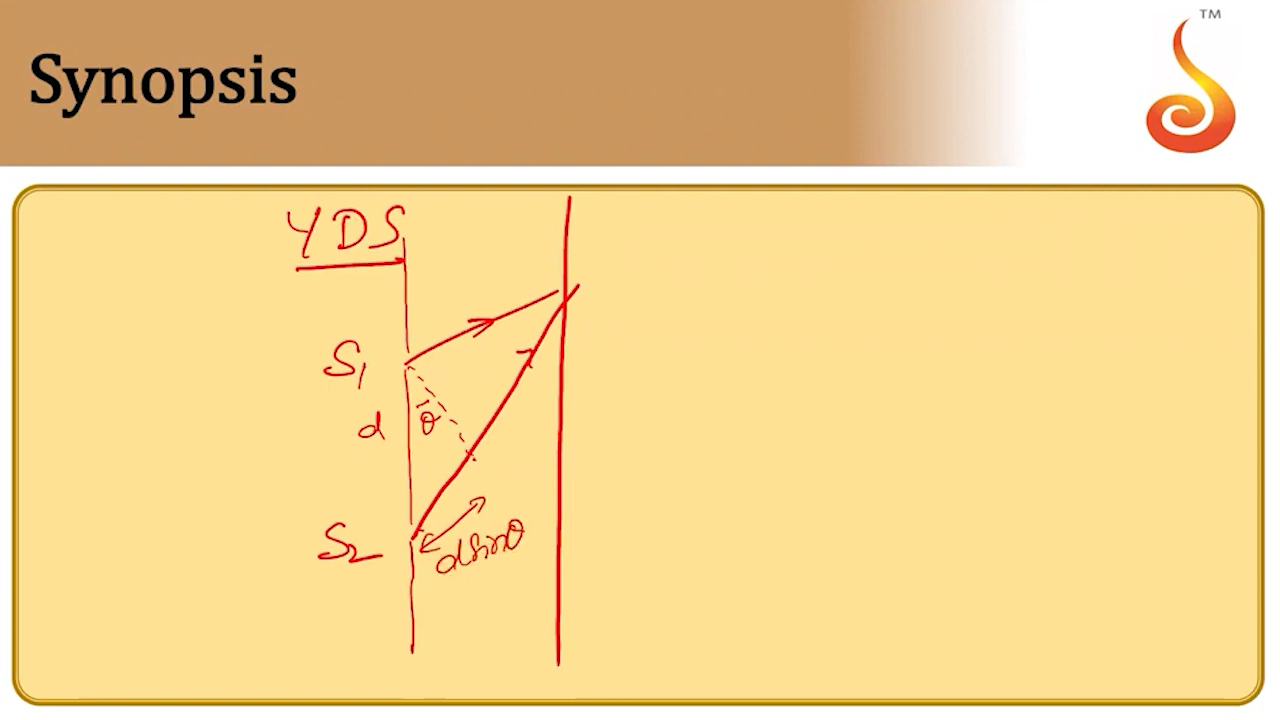 Synopsis
TM
YDS
S₁
d
θ
S₂
dsinθ